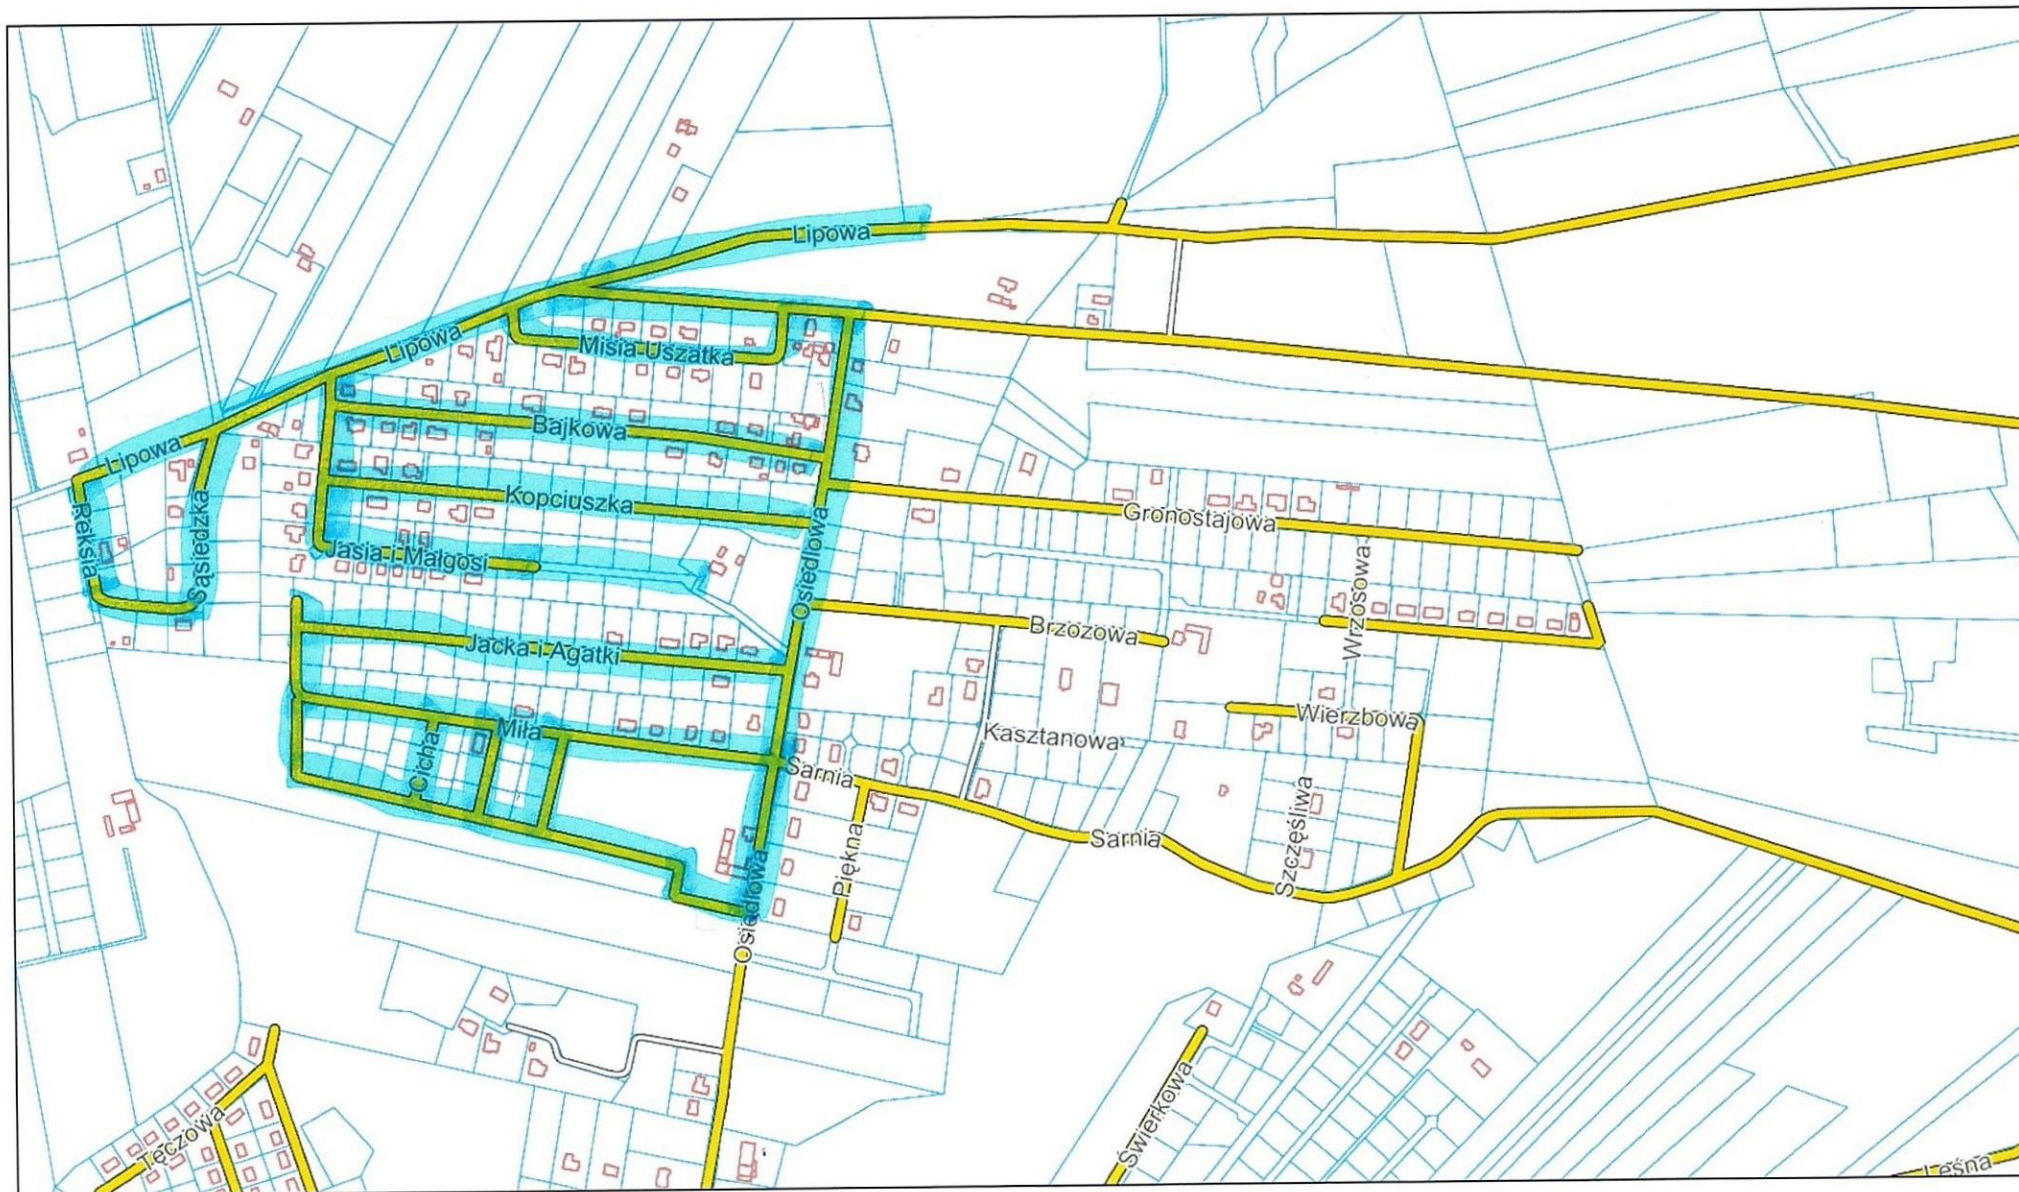 Lipowa
Lipowa
Misia Uszatka
Bajkowa
Lipowa
Kopciuszka
Reksia
Sąsiedzka
Gronostajowa
Jasia i Małgosi
Osiedlowa
Wrzosowa
Brzozowa
Jacka i Agatki
Wierzbowa
Miła
Kasztanowa
Cicha
Sarnia
Sarnia
Szczęśliwa
Piękna
Osiedlowa
Świerkowa
Tęczowa
Leśna